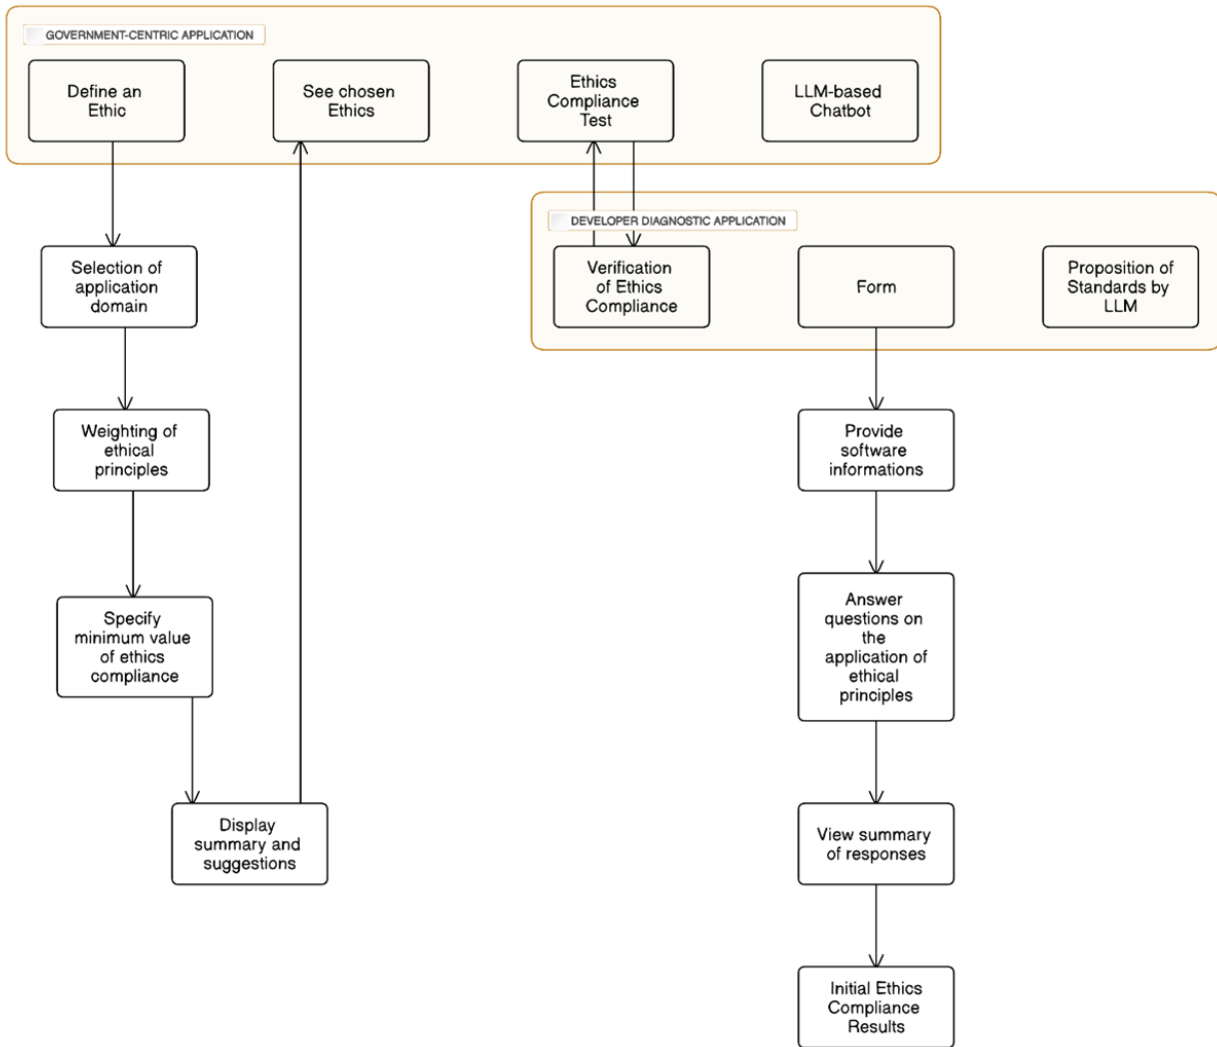 GOVERNMENT-CENTRIC APPLICATION
Define an
Ethic
See chosen
Ethics
Ethics
Compliance
Test
LLM-based
Chatbot
DEVELOPER DIAGNOSTIC APPLICATION
Selection of
application
domain
Verification
of Ethics
Compliance
Form
Proposition of
Standards by
LLM
Weighting of
ethical
principles
Provide
software
informations
Specify
minimum value
of ethics
compliance
Answer
questions on
the
application of
ethical
principles
Display
summary and
suggestions
View summary
of responses
Initial Ethics
Compliance
Results